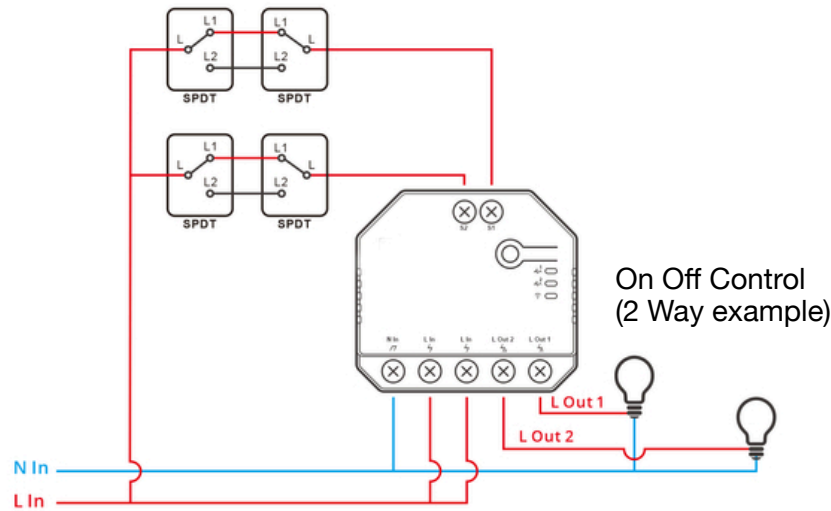 L L1 L1 L
L2 L2
SPDT SPDT
L L1 L1 L
L2 L2
SPDT SPDT
S2 S1
On Off Control
(2 Way example)
N In L In L In L Out 2 L Out 1
L Out 1
L Out 2
N In
L In